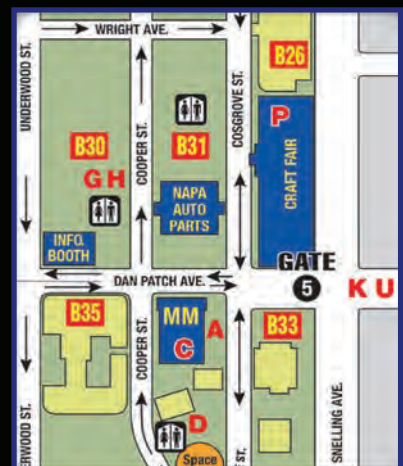 WRIGHT AVE.
B26
UNDERWOOD ST.
COOPER ST.
COSGROVE ST.
P
CRAFT FAIR
B30
B31
G H
NAPA
AUTO
PARTS
INFO.
BOOTH
GATE
5
K U
DAN PATCH AVE.
B35
MM
C
A
B33
COOPER ST.
D
SNELLING AVE.
ERWOOD ST.
ST.
Space